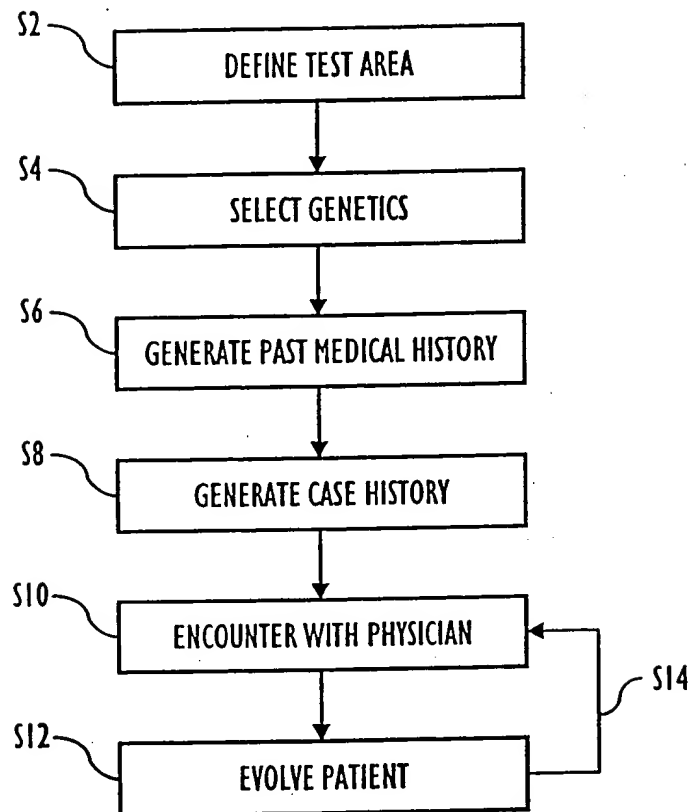 S2
DEFINE TEST AREA
S4
SELECT GENETICS
S6
GENERATE PAST MEDICAL HISTORY
S8
GENERATE CASE HISTORY
S10
ENCOUNTER WITH PHYSICIAN
S14
S12
EVOLVE PATIENT